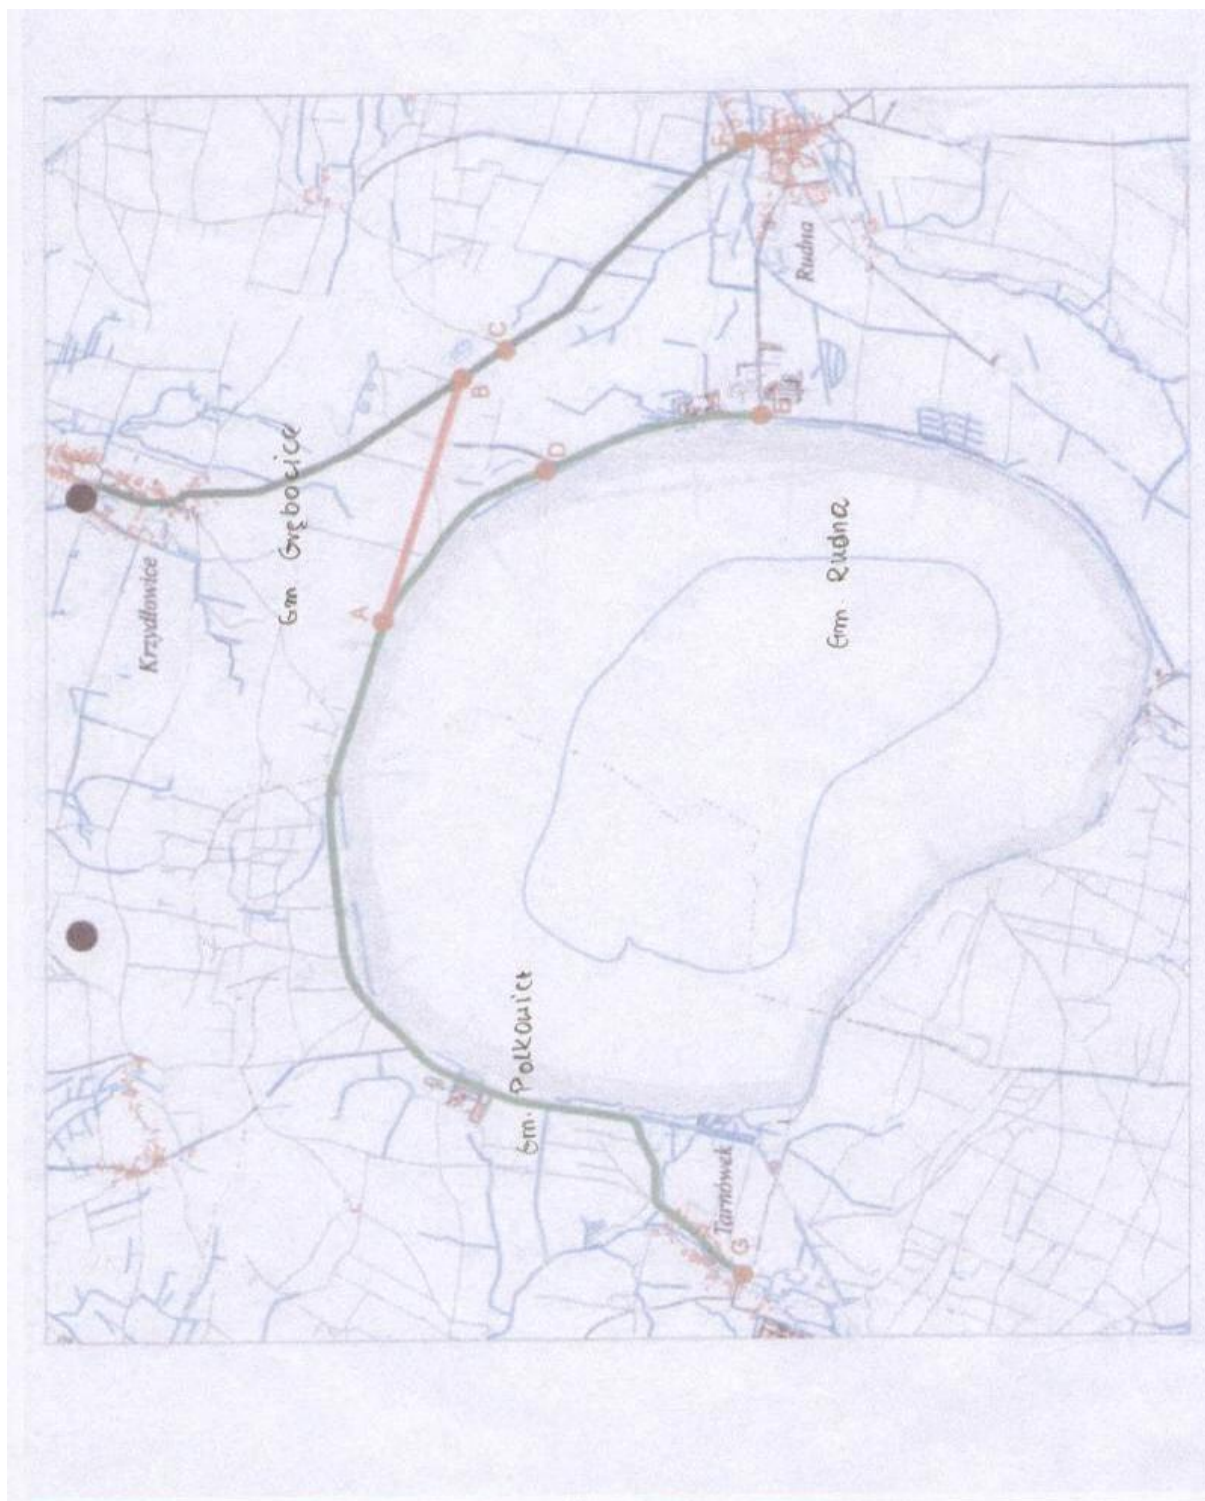 Krzydłowice
Gm Grębocice
A
B
C
Gm. Polkowice
D
Tarnówek
G
E
Rudna
Gm. Rudna